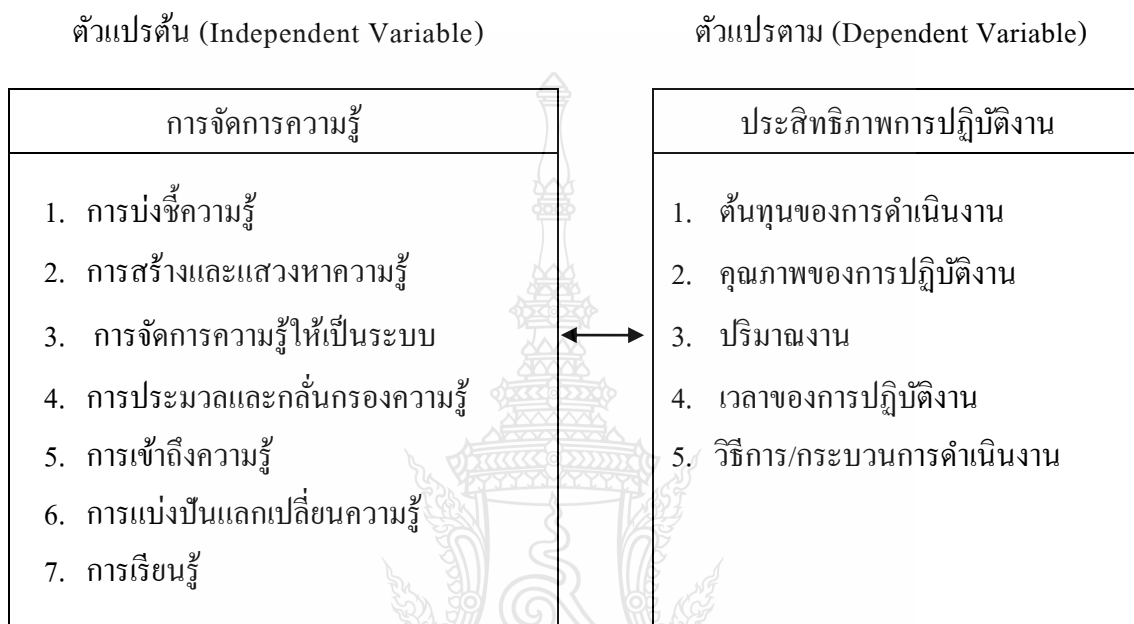 ตัวแปรต้น (Independent Variable)
ตัวแปรตาม (Dependent Variable)
การจัดการความรู้
1. การบ่งชี้ความรู้
2. การสร้างและแสวงหาความรู้
3. การจัดการความรู้ให้เป็นระบบ
4. การประมวลและกลั่นกรองความรู้
5. การเข้าถึงความรู้
6. การแบ่งปันแลกเปลี่ยนความรู้
7. การเรียนรู้
ประสิทธิภาพการปฏิบัติงาน
1. ต้นทุนของการดำเนินงาน
2. คุณภาพของการปฏิบัติงาน
3. ปริมาณงาน
4. เวลาของการปฏิบัติงาน
5. วิธีการ/กระบวนการดำเนินงาน